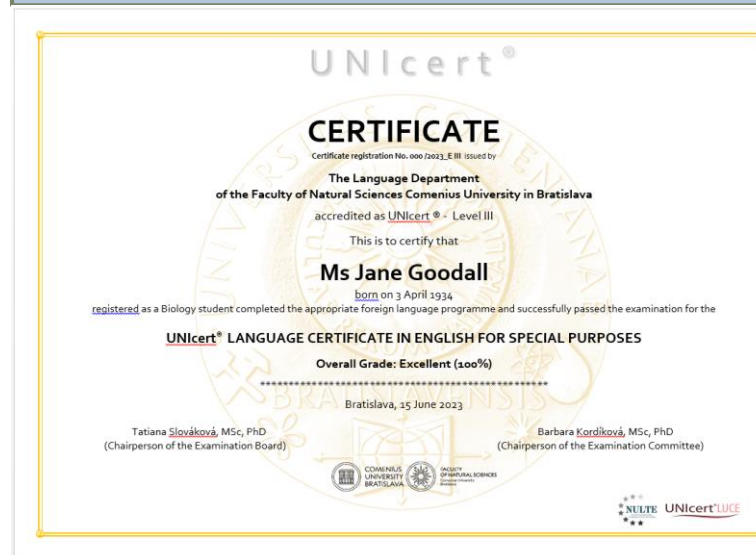 UNIcert®
CERTIFICATE
Certificate registration No. 000 /2023_E III issued by
The Language Department
of the Faculty of Natural Sciences Comenius University in Bratislava
accredited as UNIcert ® - Level III
This is to certify that
Ms Jane Goodall
born on 3 April 1934
registered as a Biology student completed the appropriate foreign language programme and successfully passed the examination for the
UNIcert® LANGUAGE CERTIFICATE IN ENGLISH FOR SPECIAL PURPOSES
Overall Grade: Excellent (100%)
****************************************************
Bratislava, 15 June 2023
Tatiana Slováková, MSc, PhD
(Chairperson of the Examination Board)
Barbara Kordíková, MSc, PhD
(Chairperson of the Examination Committee)
COMENIUS
UNIVERSITY
BRATISLAVA
FACULTY
OF NATURAL SCIENCES
Comenius University
Bratislava
NULTE
UNIcert®LUCE